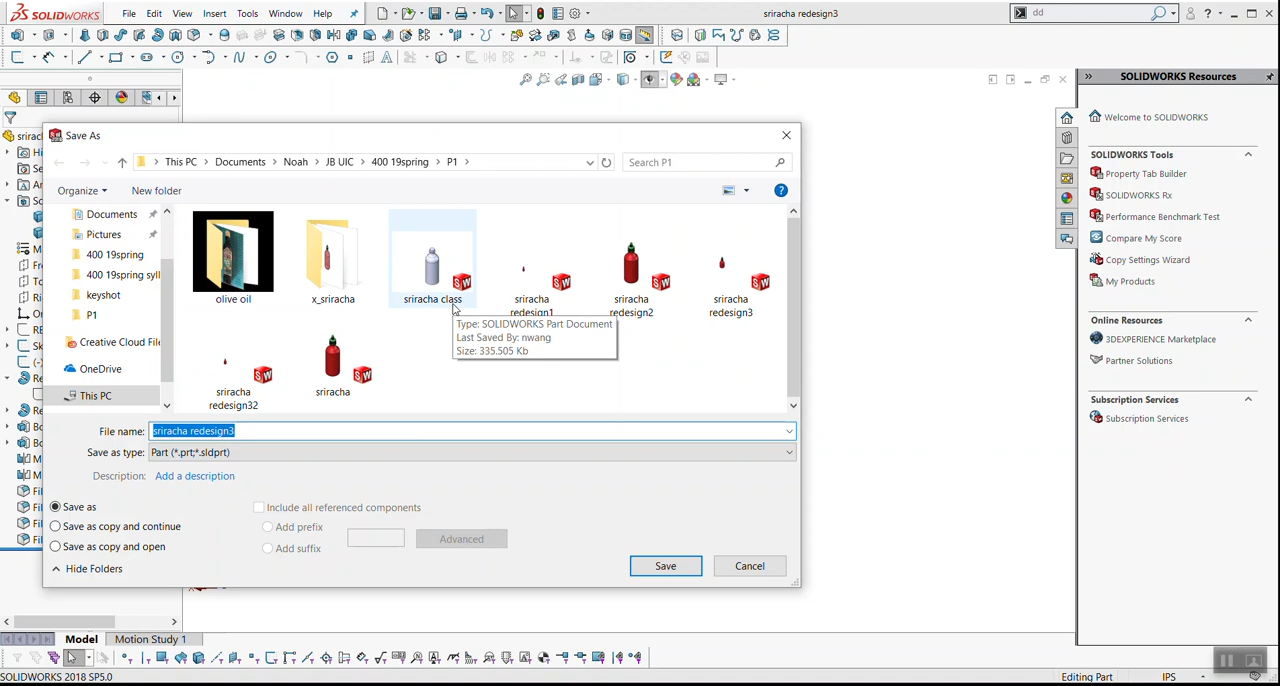 SOLIDWORKS
File Edit View Insert Tools Window Help
sriracha redesign3
dd
SOLIDWORKS Resources
Welcome to SOLIDWORKS
SOLIDWORKS Tools
Property Tab Builder
SOLIDWORKS Rx
Performance Benchmark Test
Compare My Score
Copy Settings Wizard
My Products
Online Resources
3DEXPERIENCE Marketplace
Partner Solutions
Subscription Services
Subscription Services
Save As
This PC > Documents > Noah > JB UIC > 400 19spring > P1 >
Search P1
Organize
New folder
Documents
Pictures
400 19spring
400 19spring syll
keyshot
P1
Creative Cloud File
OneDrive
This PC
olive oil
x_sriracha
sriracha class
sriracha
redesign1
sriracha
redesign2
sriracha
redesign3
sriracha
redesign32
sriracha
Type: SOLIDWORKS Part Document
Last Saved By: nwang
Size: 335.505 Kb
File name: sriracha redesign3
Save as type: Part (*.prt;*.sldprt)
Description: Add a description
Save as
Save as copy and continue
Save as copy and open
Include all referenced components
Add prefix
Add suffix
Advanced
Hide Folders
Save
Cancel
Model
Motion Study 1
SOLIDWORKS 2018 SP5.0
Editing Part
IPS